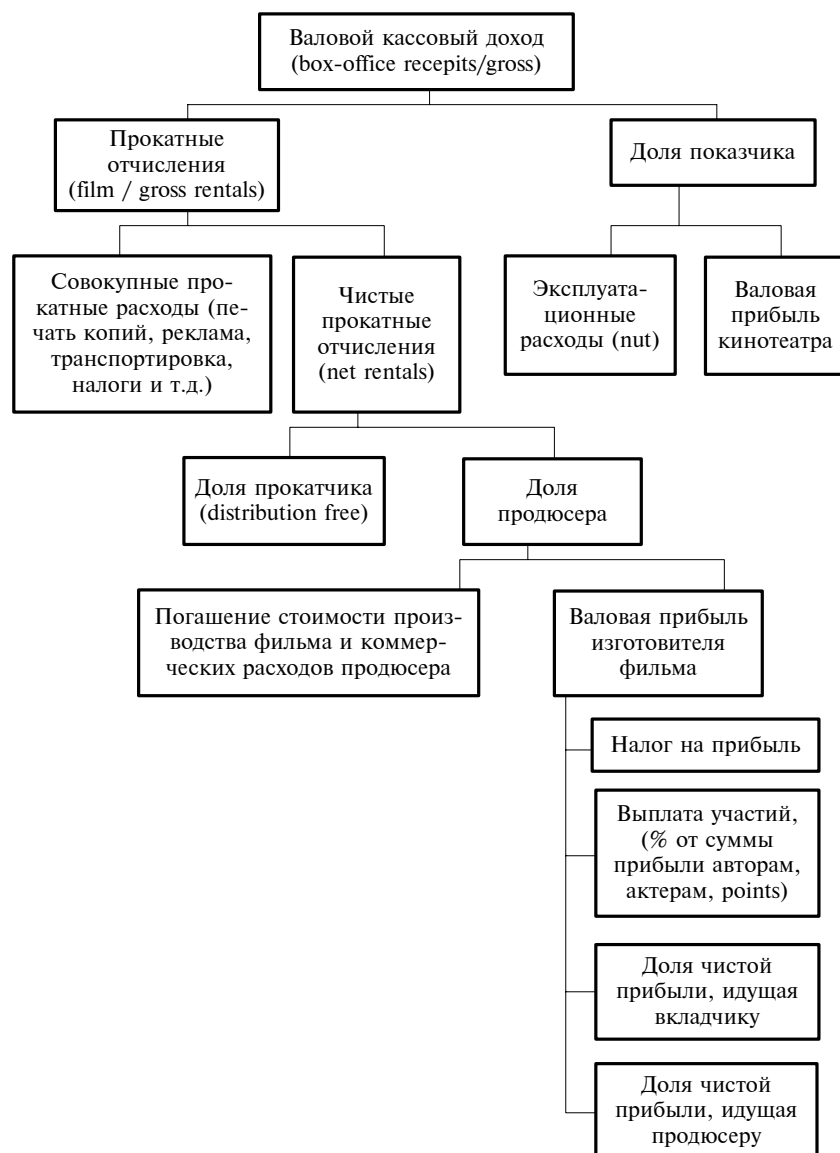 Валовой кассовый доход
(box-office recepits/gross)
Прокатные
отчисления
(film / gross rentals)
Доля показчика
Совокупные про-
катные расходы (пе-
чать копий, реклама,
транспортировка,
налоги и т.д.)
Чистые
прокатные
отчисления
(net rentals)
Эксплуата-
ционные
расходы (nut)
Валовая
прибыль
кинотеатра
Доля прокатчика
(distribution free)
Доля
продюсера
Погашение стоимости произ-
водства фильма и коммер-
ческих расходов продюсера
Валовая прибыль
изготовителя
фильма
Налог на прибыль
Выплата участий,
(% от суммы
прибыли авторам,
актерам, points)
Доля чистой
прибыли, идущая
вкладчику
Доля чистой
прибыли, идущая
продюсеру